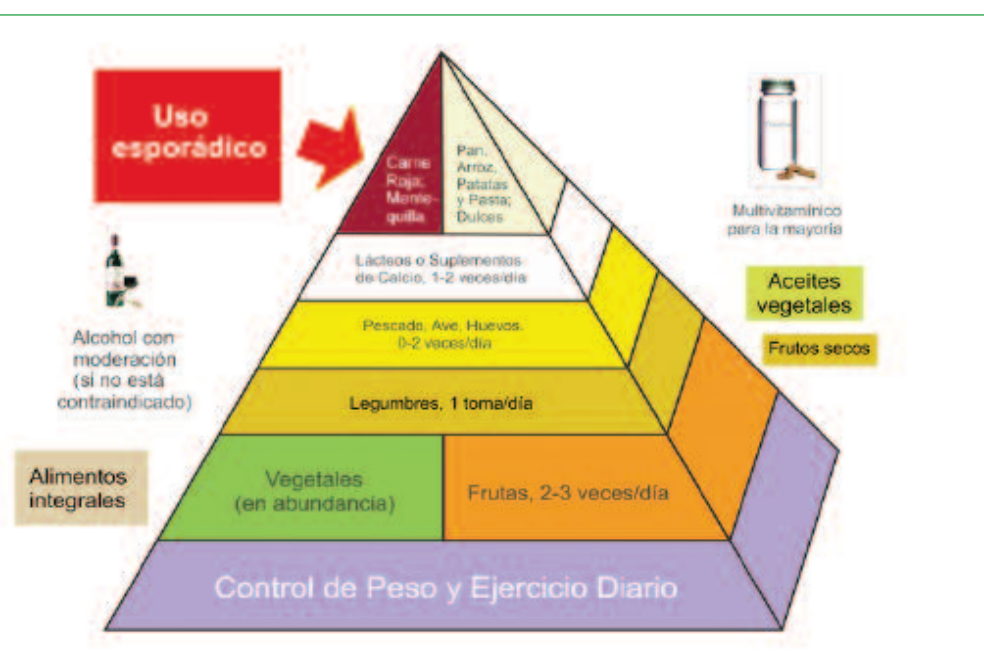 Uso
esporádico
Carne
Roja;
Mante-
quilla
Pan,
Arroz,
Patatas
y Pasta;
Dulces
Multivitamínico
para la mayoría
Lácteos o Suplementos
de Calcio, 1-2 veces/día
Aceites
vegetales
Alcohol con
moderación
(si no está
contraindicado)
Pescado, Ave, Huevos.
0-2 veces/día
Frutos secos
Legumbres, 1 toma/día
Alimentos
integrales
Vegetales
(en abundancia)
Frutas, 2-3 veces/día
Control de Peso y Ejercicio Diario